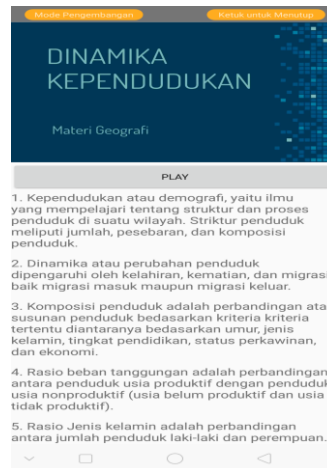 Mode Pengembangan
Ketuk untuk Menutup
DINAMIKA
KEPENDUDUKAN
Materi Geografi
PLAY
1. Kependudukan atau demografi, yaitu ilmu
yang mempelajari tentang struktur dan proses
penduduk di suatu wilayah. Striktur penduduk
meliputi jumlah, pesebaran, dan komposisi
penduduk.
2. Dinamika atau perubahan penduduk
dipengaruhi oleh kelahiran, kematian, dan migrasi
baik migrasi masuk maupun migrasi keluar.
3. Komposisi penduduk adalah perbandingan ata
susunan penduduk bedasarkan kriteria kriteria
tertentu diantaranya bedasarkan umur, jenis
kelamin, tingkat pendidikan, status perkawinan,
dan ekonomi.
4. Rasio beban tanggungan adalah perbandingan
antara penduduk usia produktif dengan penduduk
usia nonproduktif (usia belum produktif dan usia
tidak produktif).
5. Rasio Jenis kelamin adalah perbandingan
antara jumlah penduduk laki-laki dan perempuan.